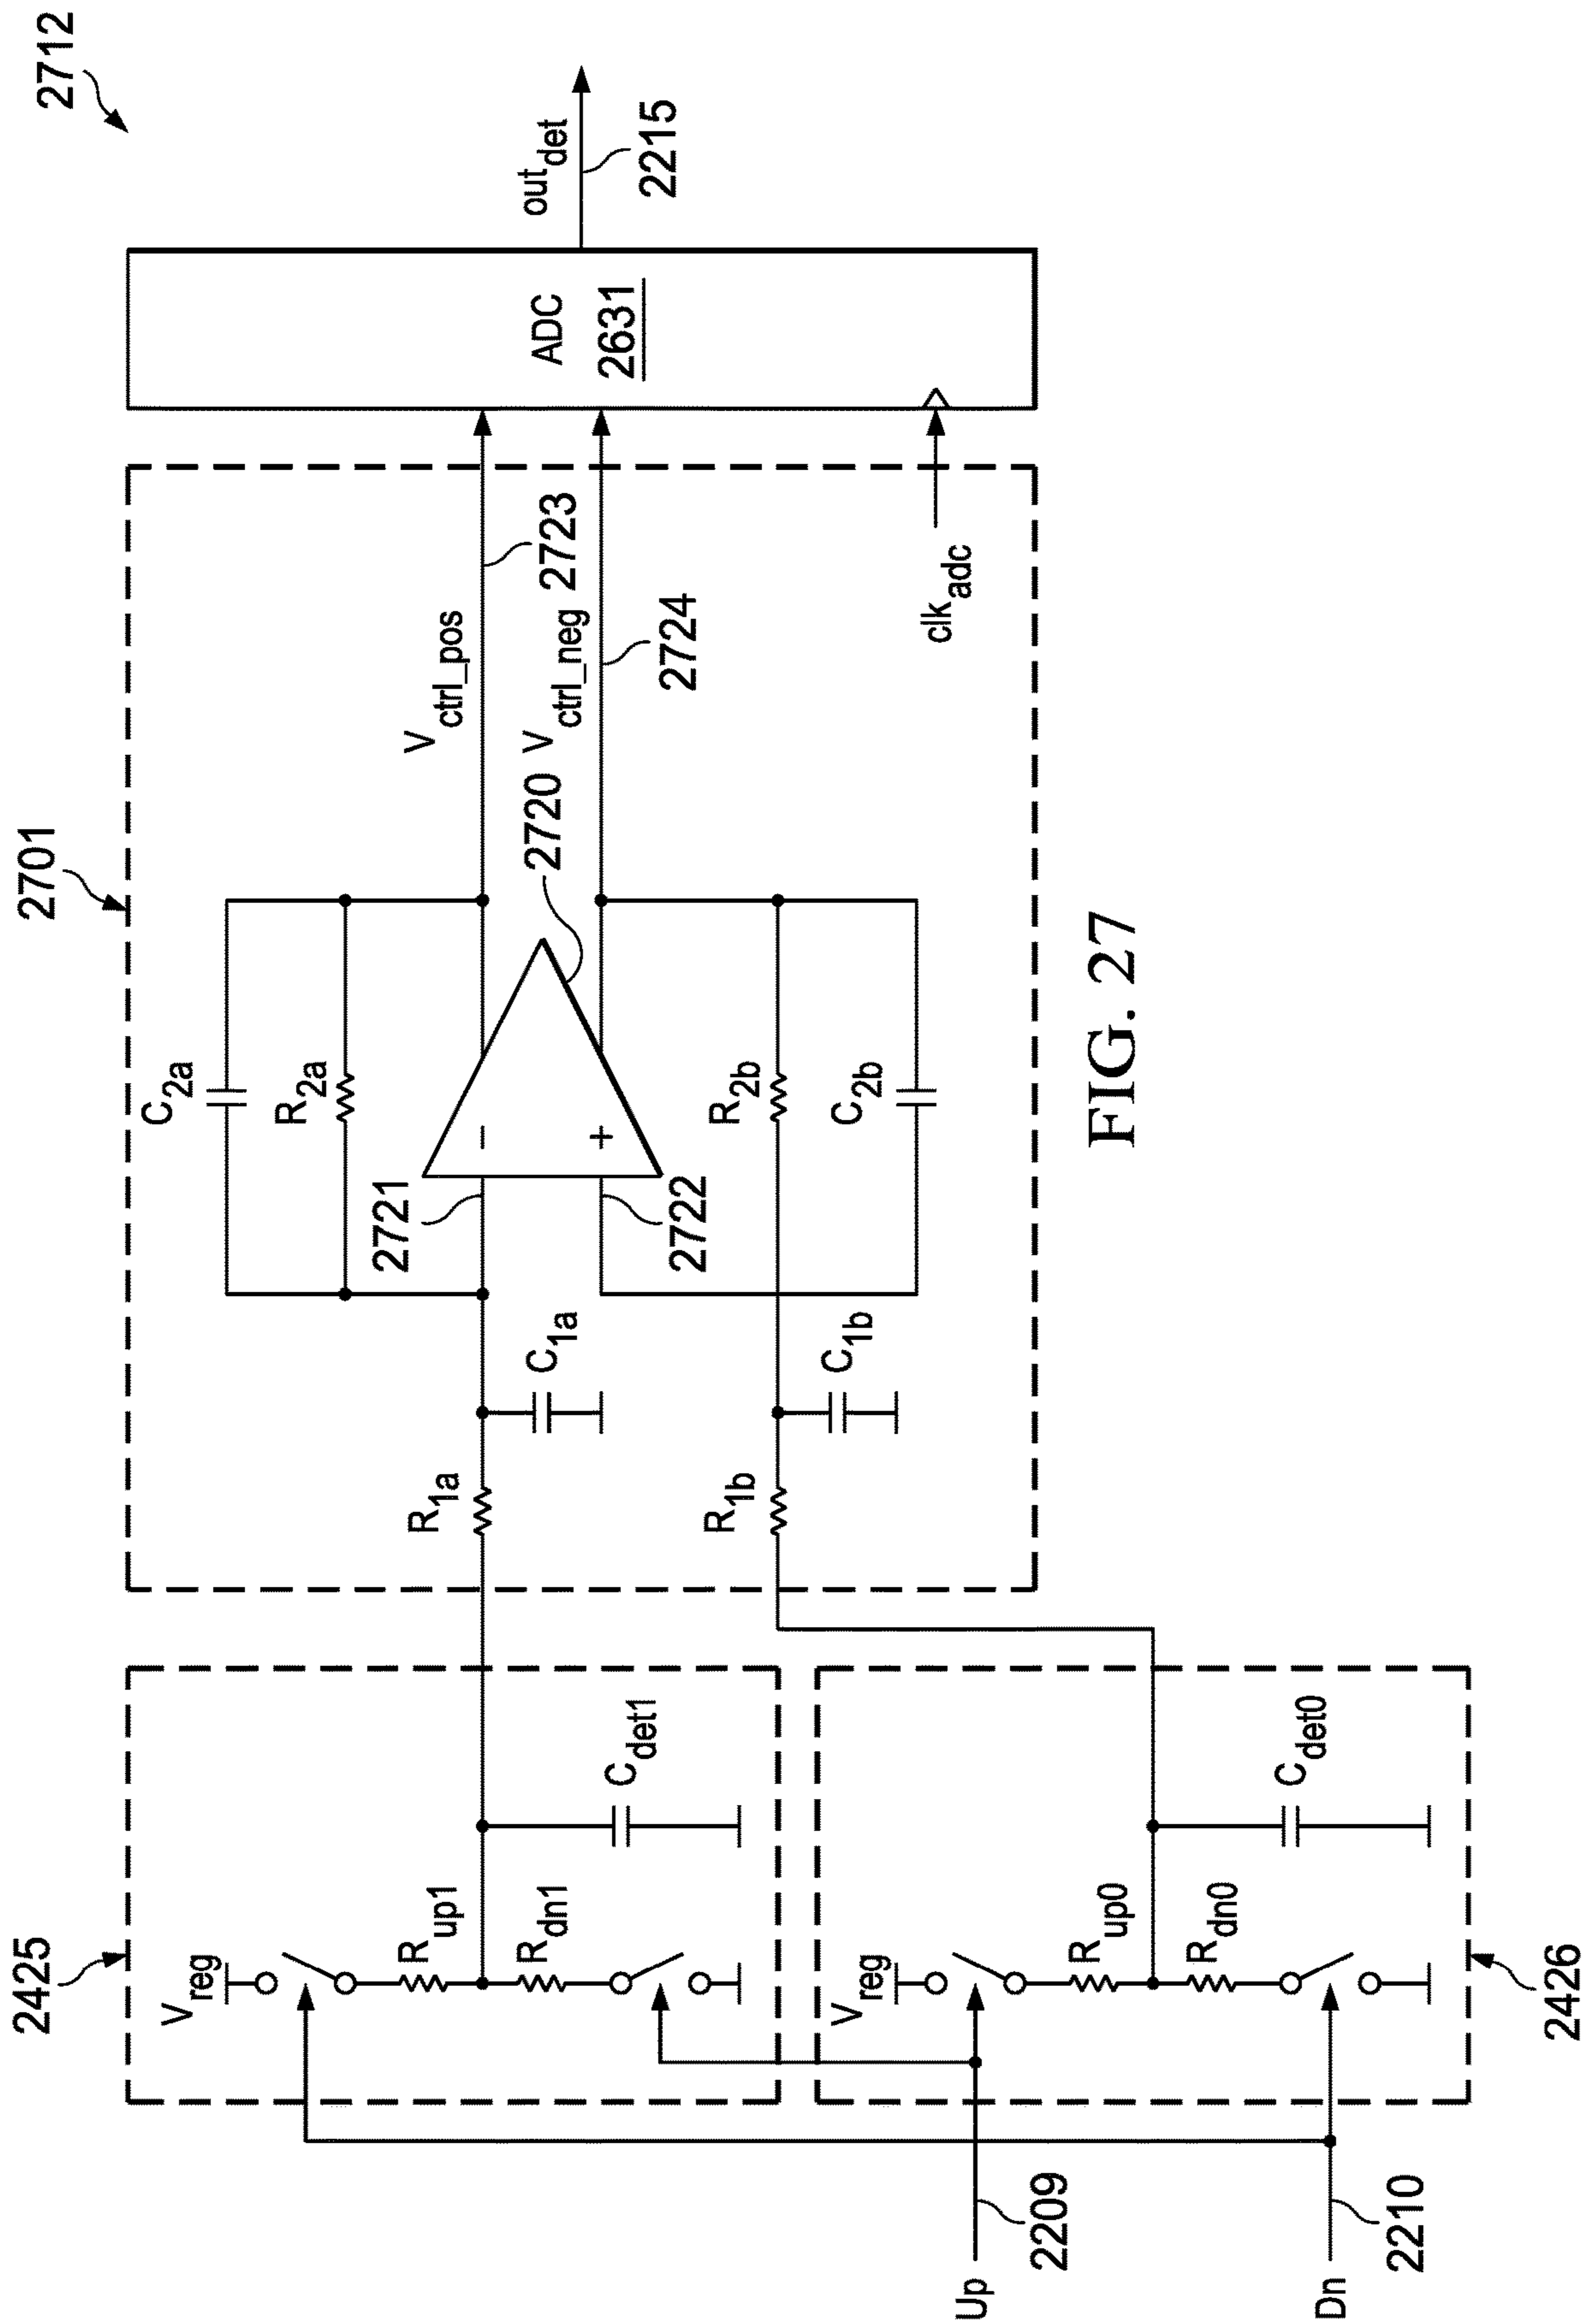 2712
2701
2425
V_reg
R_up1
R_dn1
C_det1
R_1a
C_1a
C_2a
R_2a
2721
−
+
2722
2720
V_ctrl_pos
2723
V_ctrl_neg
2724
ADC
2631
out_det
2215
R_1b
C_1b
R_2b
C_2b
clk_adc
V_reg
R_up0
R_dn0
C_det0
2426
Up
2209
Dn
2210
FIG. 27